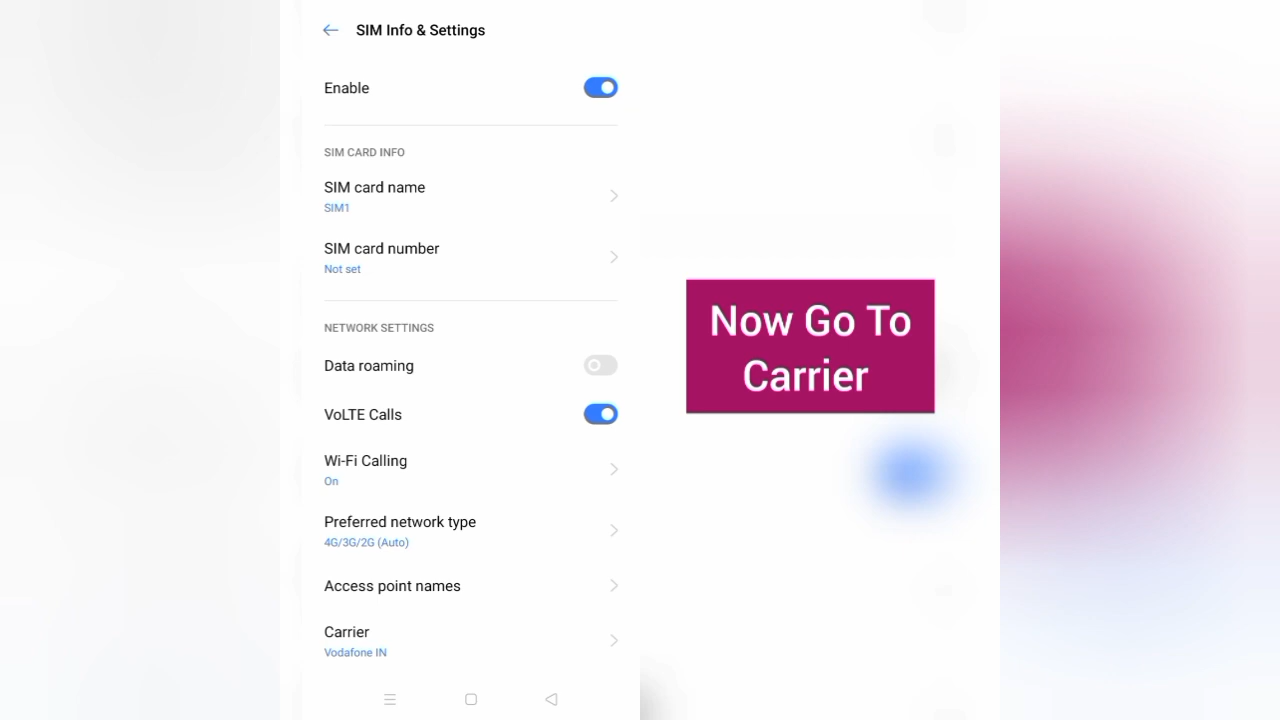 SIM Info & Settings
Enable
SIM CARD INFO
SIM card name
SIM1
SIM card number
Not set
NETWORK SETTINGS
Data roaming
VoLTE Calls
Wi-Fi Calling
On
Preferred network type
4G/3G/2G (Auto)
Access point names
Carrier
Vodafone IN
Now Go To
Carrier